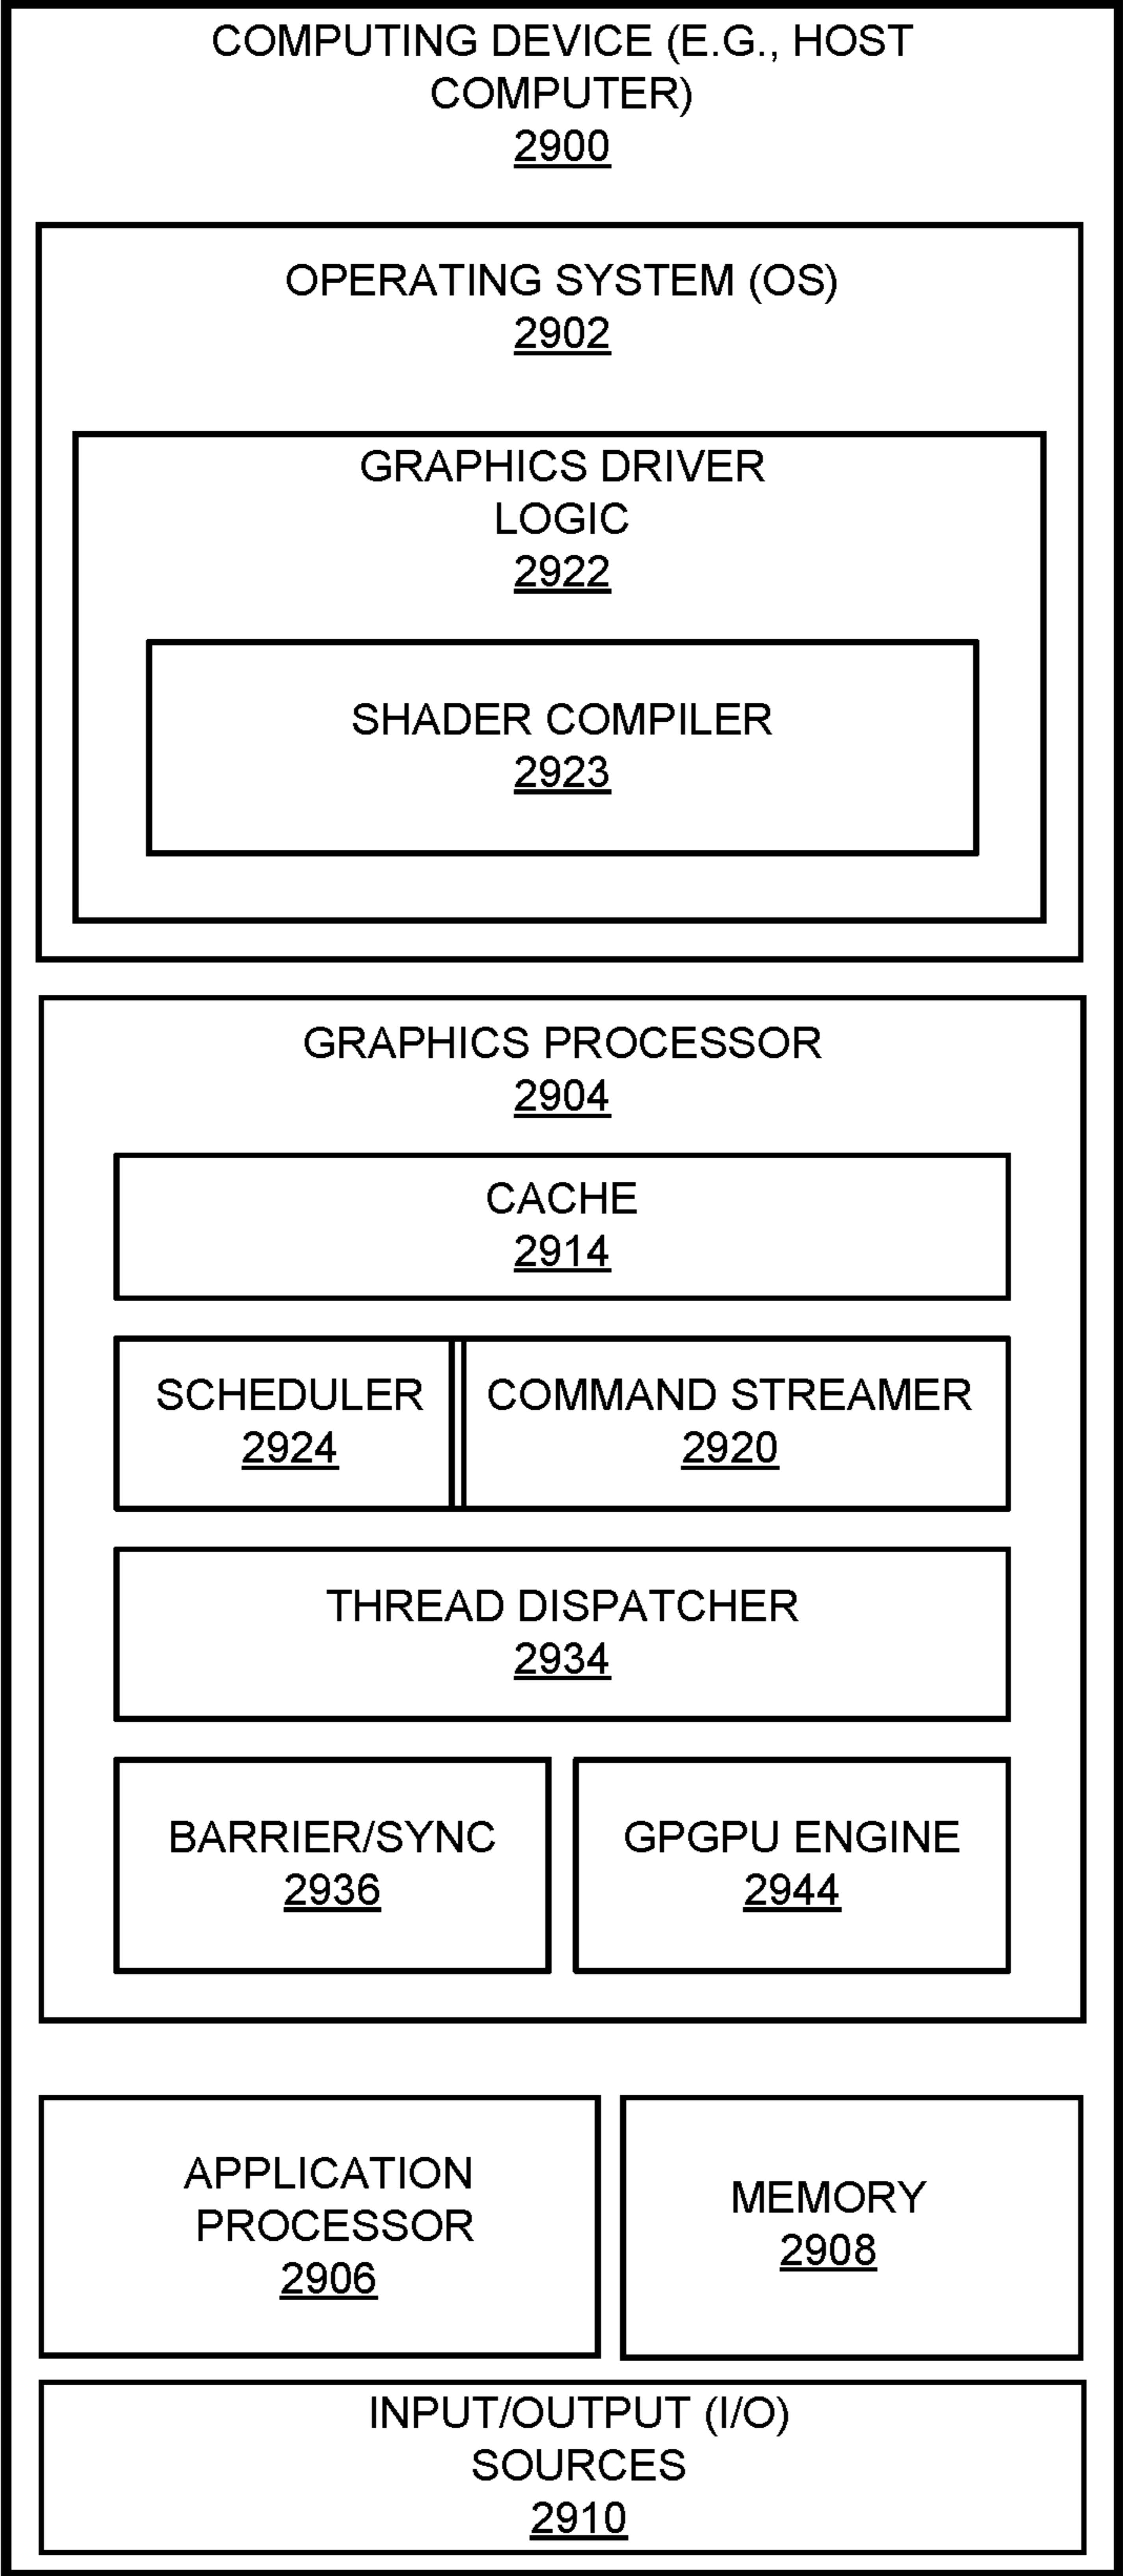 COMPUTING DEVICE (E.G., HOST
COMPUTER)
2900
OPERATING SYSTEM (OS)
2902
GRAPHICS DRIVER
LOGIC
2922
SHADER COMPILER
2923
GRAPHICS PROCESSOR
2904
CACHE
2914
SCHEDULER
2924
COMMAND STREAMER
2920
THREAD DISPATCHER
2934
BARRIER/SYNC
2936
GPGPU ENGINE
2944
APPLICATION
PROCESSOR
2906
MEMORY
2908
INPUT/OUTPUT (I/O)
SOURCES
2910